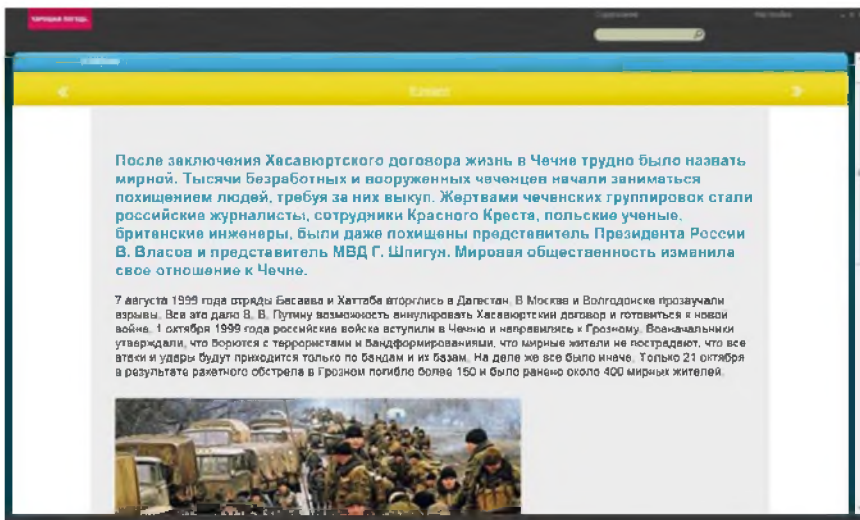 После заключения Хасавюртского договора жизнь в Чечне трудно было назвать
мирной. Тысячи безработных и вооруженных чеченцев начали заниматься
похищением людей, требуя за них выкуп. Жертвами чеченских группировок стали
российские журналисты, сотрудники Красного Креста, польские ученые,
британские инженеры, были даже похищены представитель Президента России
В. Власов и представитель МВД Г. Шпигун. Мировая общественность изменила
свое отношение к Чечне.
7 августа 1999 года отряды Басаева и Хаттаба вторглись в Дагестан. В Москве и Волгодонске прозвучали
взрывы. Все это дало В. В. Путину возможность аннулировать Хасавюртский договор и готовиться к новой
войне. 1 октября 1999 года российские войска вступили в Чечню и направились к Грозному. Военачальники
утверждали, что борются с террористами и бандформированиями, что мирные жители не пострадают, что все
атаки и удары будут приходится только по бандам и их базам. На деле же все было иначе. Только 21 октября
в результате ракетного обстрела в Грозном погибло более 150 и было ранено около 400 мирных жителей.